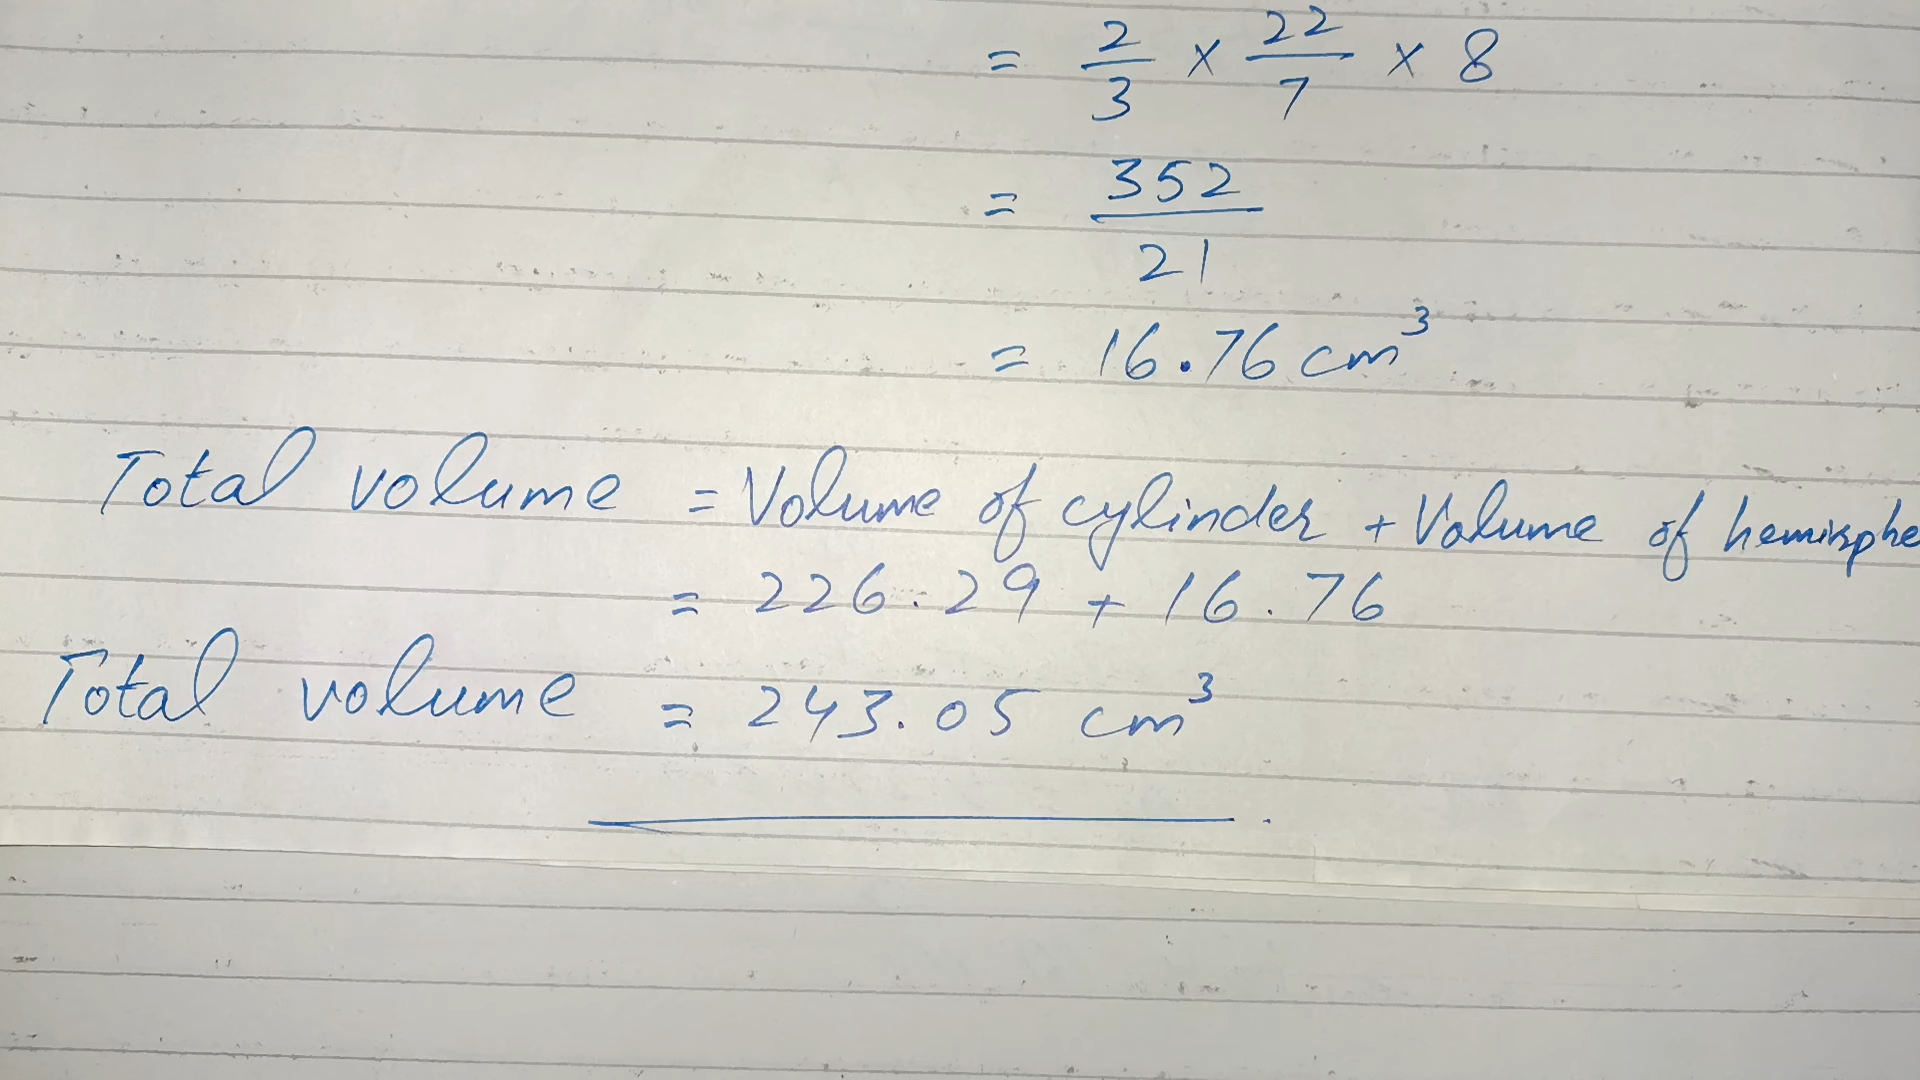 = 2/3 × 22/7 × 8
= 352/21
= 16.76 cm³
Total volume = Volume of cylinder + Volume of hemisphe
= 226.29 + 16.76
Total volume = 243.05 cm³